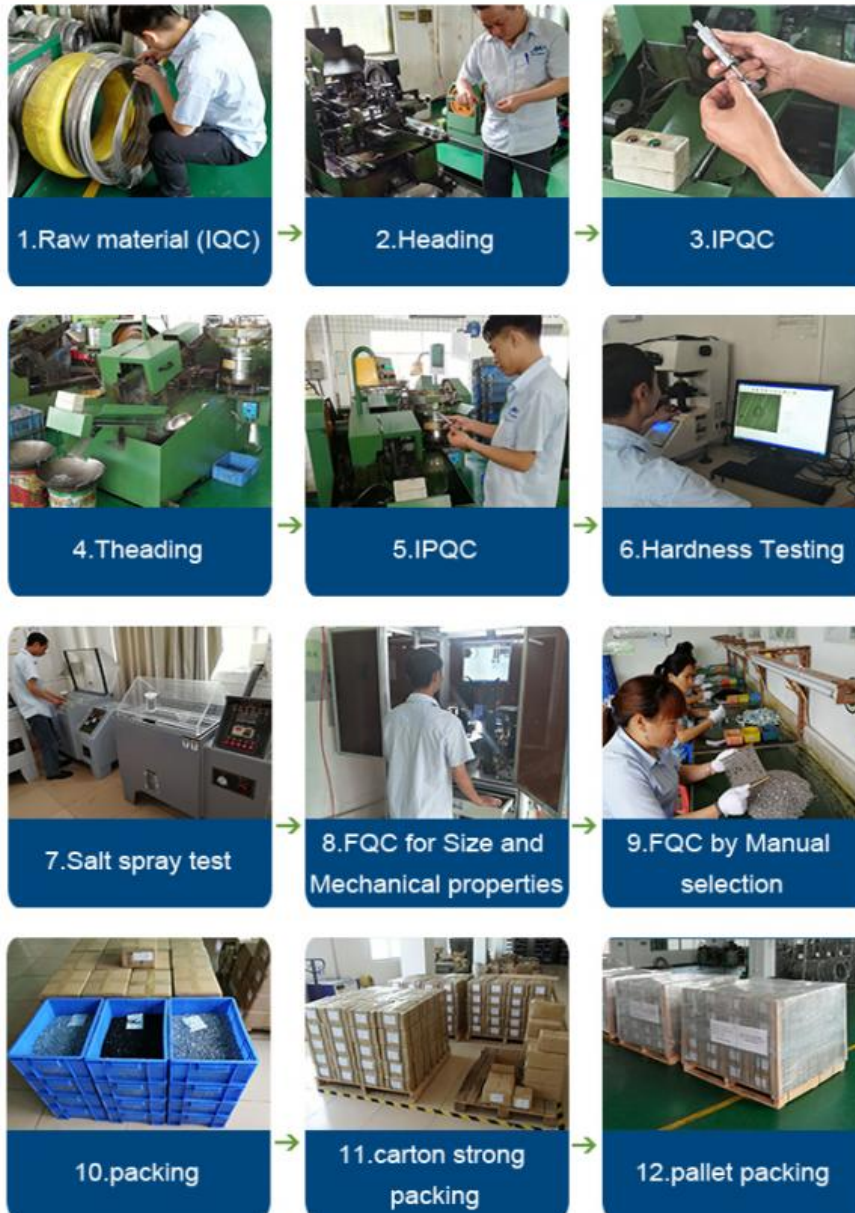 1.Raw material (IQC)
2.Heading
3.IPQC
4.Theading
5.IPQC
6.Hardness Testing
7.Salt spray test
8.FQC for Size and
Mechanical properties
9.FQC by Manual
selection
10.packing
11.carton strong
packing
12.pallet packing